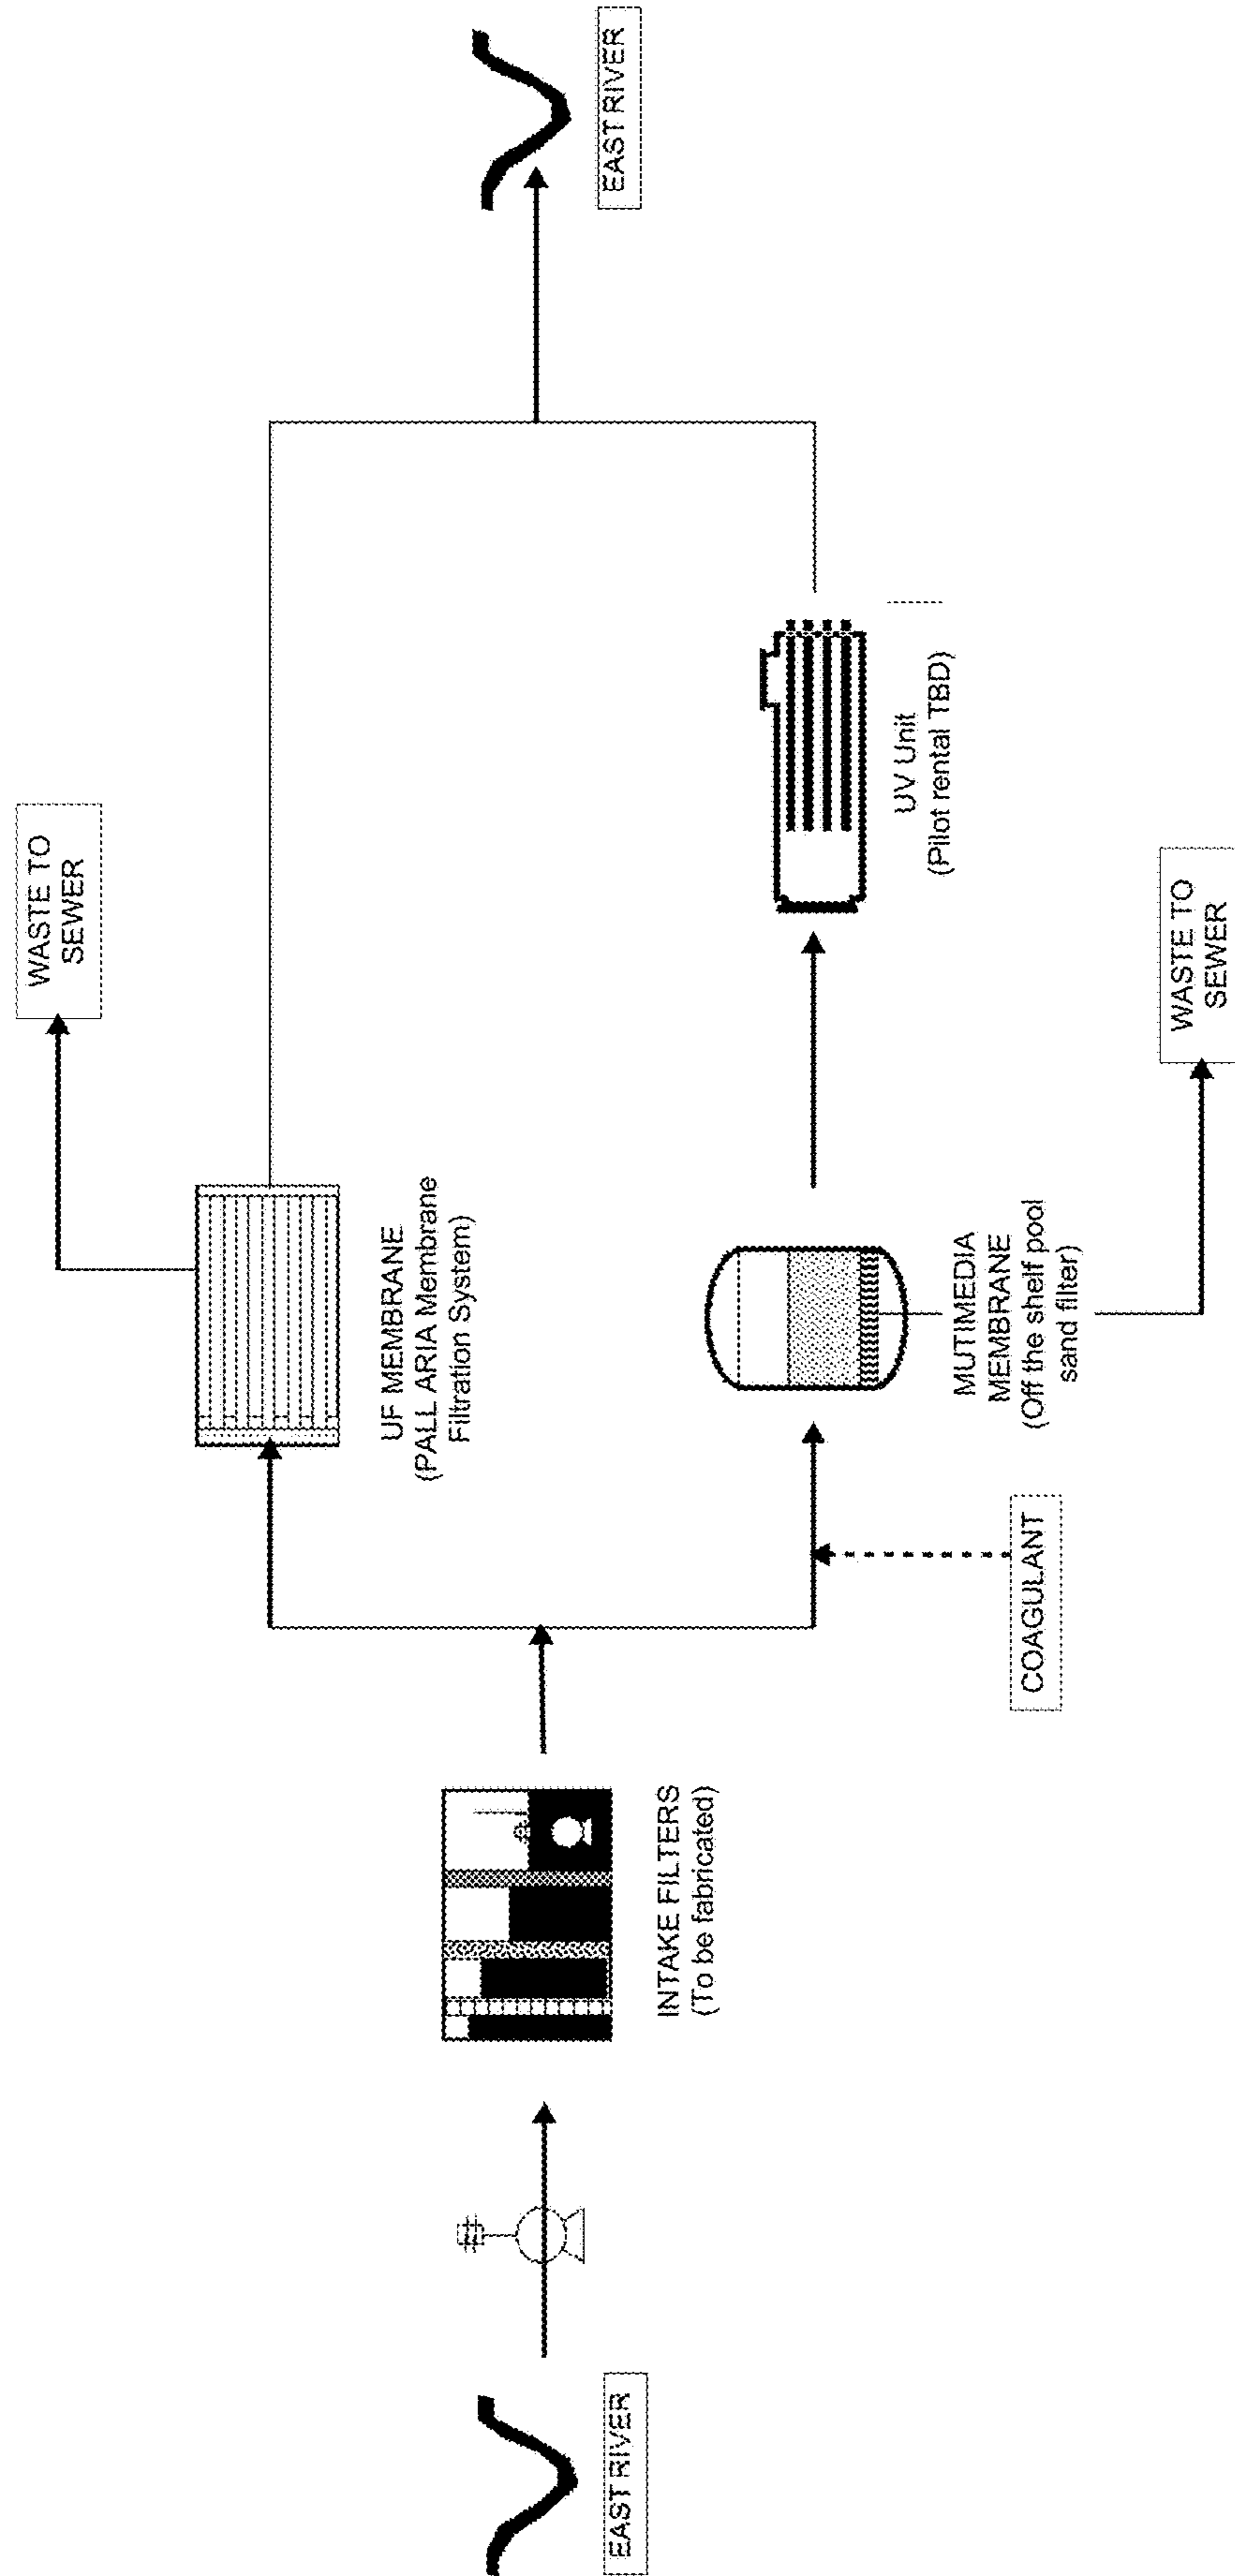 EAST RIVER
INTAKE FILTERS
(To be fabricated)
COAGULANT
UF MEMBRANE
(PALL ARIA Membrane
Filtration System)
WASTE TO
SEWER
MUTIMEDIA
MEMBRANE
(Off the shelf pool
sand filter)
WASTE TO
SEWER
UV Unit
(Pilot rental TBD)
EAST RIVER